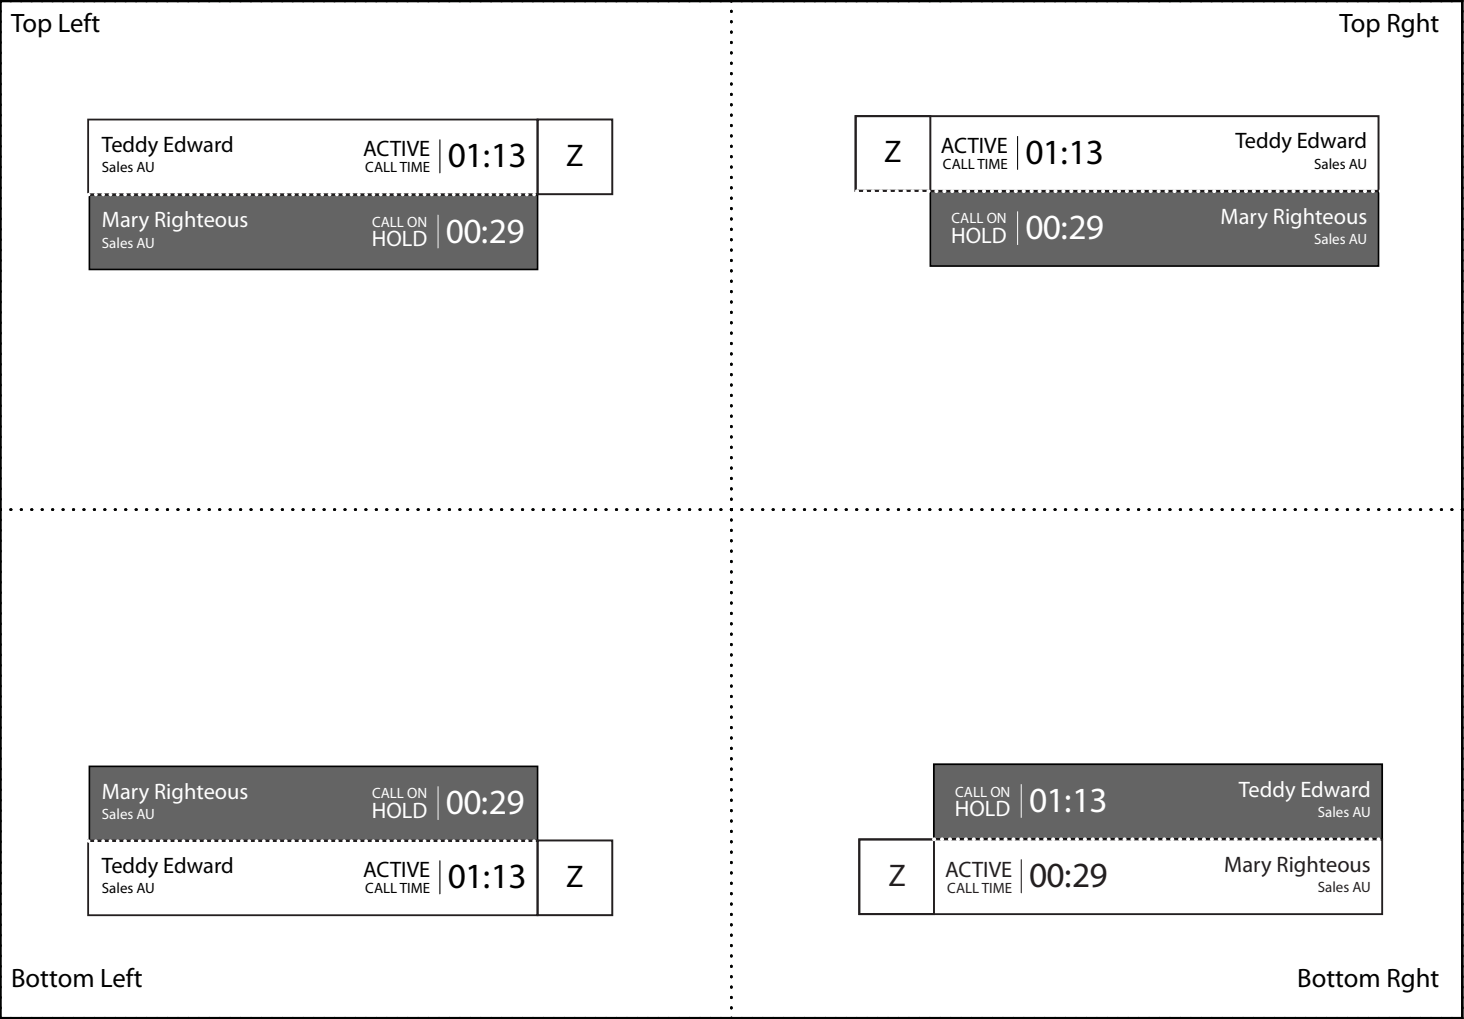 Top Left
Top Rght
Teddy Edward
Sales AU
ACTIVE
CALL TIME
01:13
Z
Mary Righteous
Sales AU
CALL ON
HOLD
00:29
Z
ACTIVE
CALL TIME
01:13
Teddy Edward
Sales AU
CALL ON
HOLD
00:29
Mary Righteous
Sales AU
Mary Righteous
Sales AU
CALL ON
HOLD
00:29
Teddy Edward
Sales AU
ACTIVE
CALL TIME
01:13
Z
CALL ON
HOLD
01:13
Teddy Edward
Sales AU
Z
ACTIVE
CALL TIME
00:29
Mary Righteous
Sales AU
Bottom Left
Bottom Rght